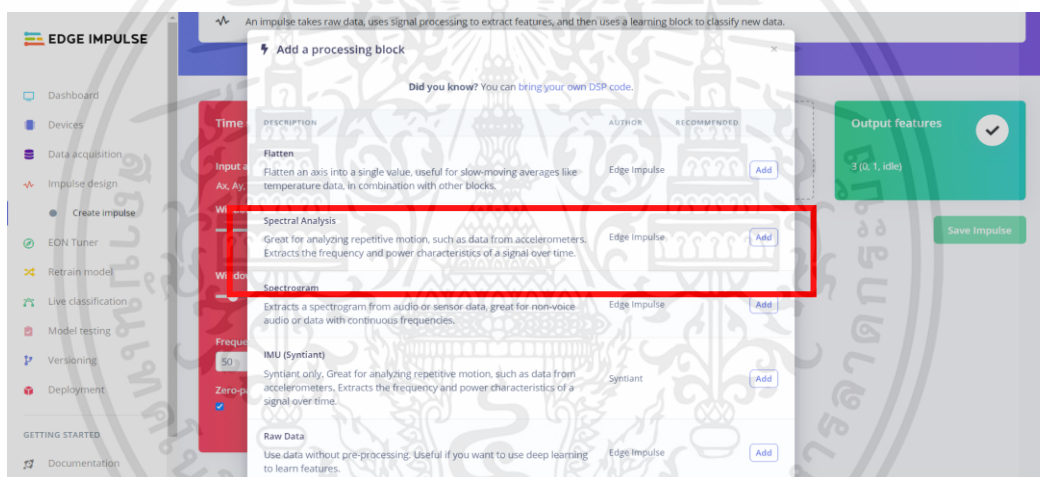 An impulse takes raw data, uses signal processing to extract features, and then uses a learning block to classify new data.
EDGE IMPULSE
Dashboard
Devices
Data acquisition
Impulse design
Create impulse
EON Tuner
Retrain model
Live classification
Model testing
Versioning
Deployment
GETTING STARTED
Documentation
Time
Input a
Ax, Ay,
Wi
Windo
Freque
50
Zero-pa
Add a processing block
×
Did you know? You can bring your own DSP code.
DESCRIPTION AUTHOR RECOMMENDED
Flatten
Flatten an axis into a single value, useful for slow-moving averages like
temperature data, in combination with other blocks.
Edge Impulse
Add
Spectral Analysis
Great for analyzing repetitive motion, such as data from accelerometers.
Extracts the frequency and power characteristics of a signal over time.
Edge Impulse
Add
Spectrogram
Extracts a spectrogram from audio or sensor data, great for non-voice
audio or data with continuous frequencies.
Edge Impulse
Add
IMU (Syntiant)
Syntiant only. Great for analyzing repetitive motion, such as data from
accelerometers. Extracts the frequency and power characteristics of a
signal over time.
Syntiant
Add
Raw Data
Use data without pre-processing. Useful if you want to use deep learning
to learn features.
Edge Impulse
Add
Output features
3 (0, 1, idle)
Save Impulse